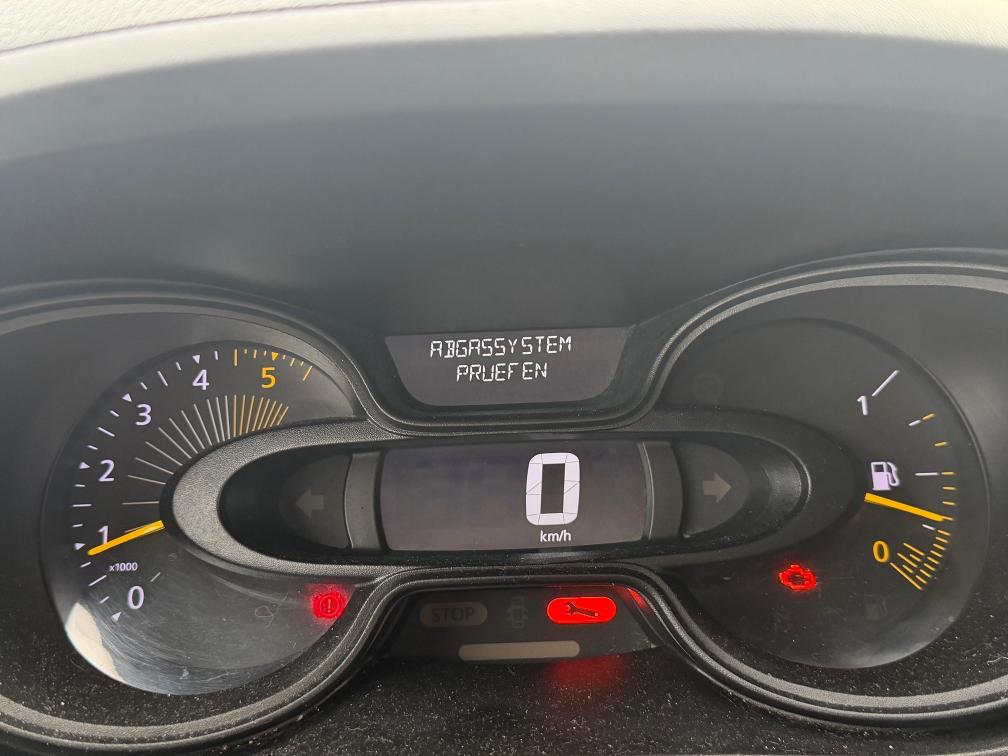 ABGASSYSTEM
PRUEFEN
5
4
3
2
1
x1000
0
0
km/h
1
0
STOP